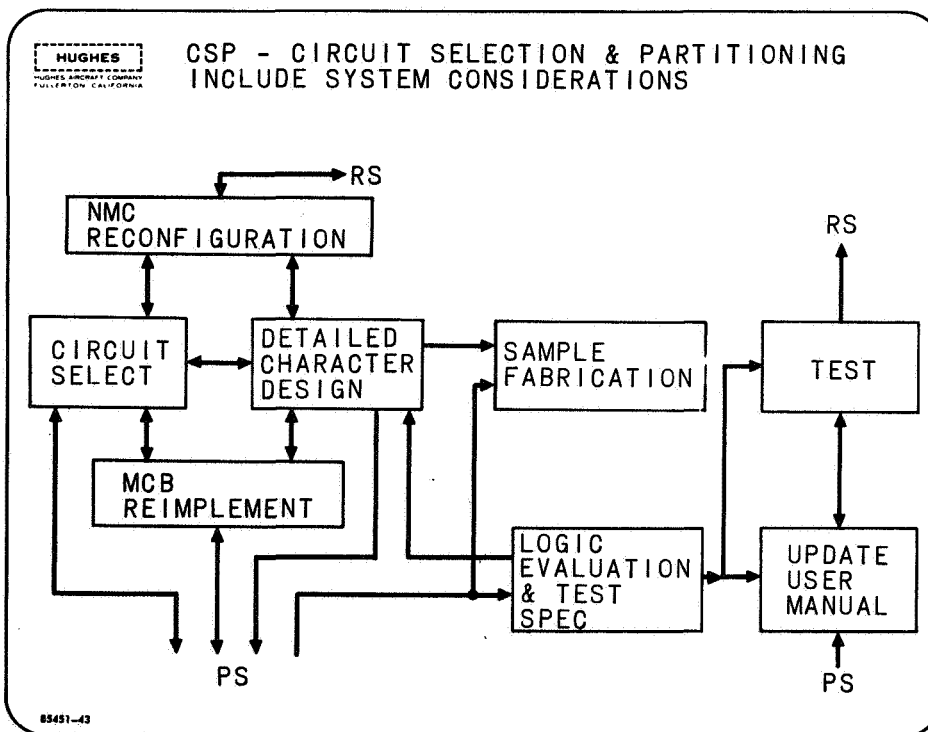 HUGHES
HUGHES AIRCRAFT COMPANY
FULLERTON, CALIFORNIA
CSP - CIRCUIT SELECTION & PARTITIONING
INCLUDE SYSTEM CONSIDERATIONS
RS
NMC
RECONFIGURATION
RS
CIRCUIT
SELECT
DETAILED
CHARACTER
DESIGN
SAMPLE
FABRICATION
TEST
MCB
REIMPLEMENT
LOGIC
EVALUATION
& TEST
SPEC
UPDATE
USER
MANUAL
PS
PS
85451-43